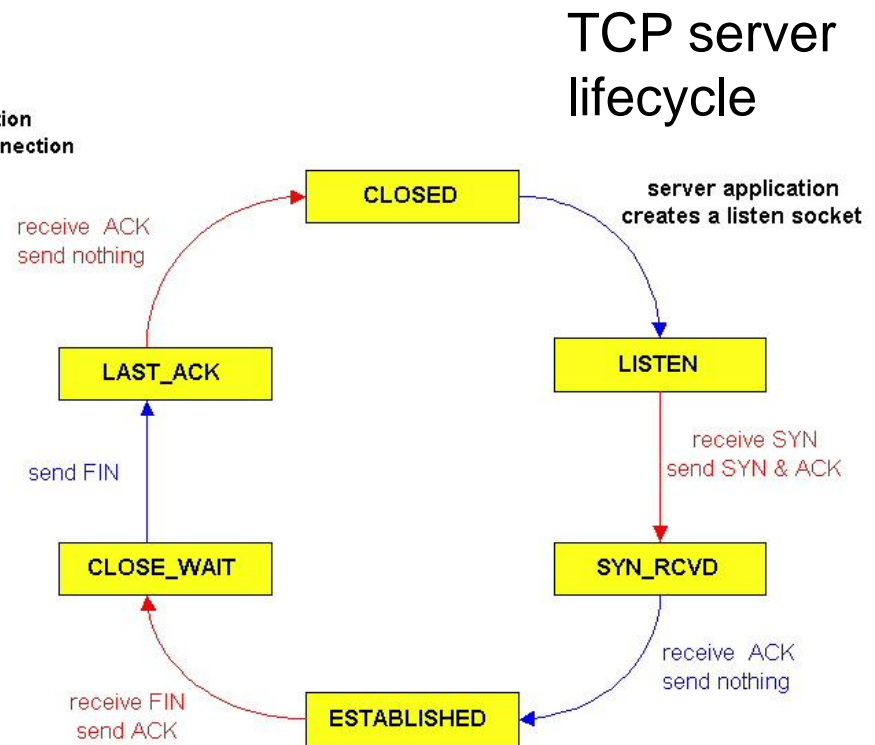 TCP server
lifecycle
nection
CLOSED
server application
creates a listen socket
receive ACK
send nothing
LISTEN
LAST_ACK
receive SYN
send SYN & ACK
send FIN
CLOSE_WAIT
SYN_RCVD
receive ACK
send nothing
receive FIN
send ACK
ESTABLISHED